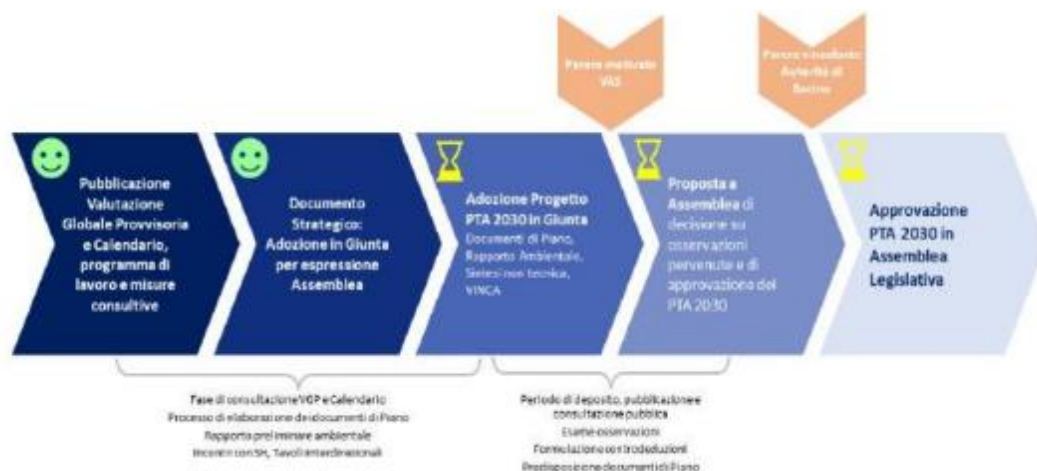 Parere motivato
VAS
Parere vincolante
Autorità di
Bacino
Pubblicazione
Valutazione
Globale Provvisoria
e Calendario,
programma di
lavoro e misure
consultive
Documento
Strategico:
Adozione in Giunta
per espressione
Assemblea
Adozione Progetto
PTA 2030 in Giunta
Documenti di Piano,
Rapporto Ambientale,
Sintesi non tecnica,
VINCA
Proposta a
Assemblea di
decisione su
osservazioni
pervenute e di
approvazione del
PTA 2030
Approvazione
PTA 2030 in
Assemblea
Legislativa
Fase di consultazione VGP e Calendario
Processo di elaborazione dei documenti di Piano
Rapporto preliminare ambientale
Incontri con SH, Tavoli interdirezionali
Periodo di deposito, pubblicazione e
consultazione pubblica
Esame osservazioni
Formulazione controdeduzioni
Predisposizione documenti di Piano